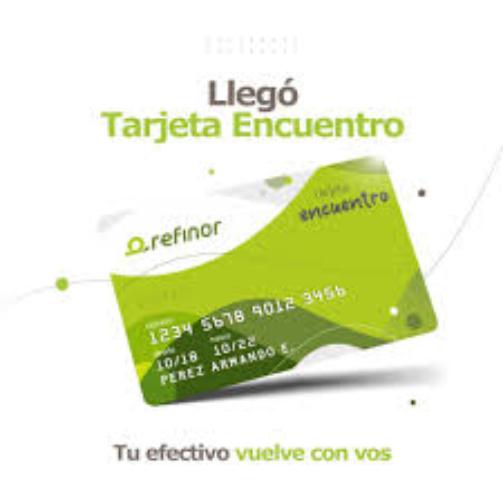 Llegó
Tarjeta Encuentro
tarjeta
encuentro
refinor
1234 5678 9012 3456
10/18 10/22
PEREZ ARMANDO E.
Tu efectivo vuelve con vos